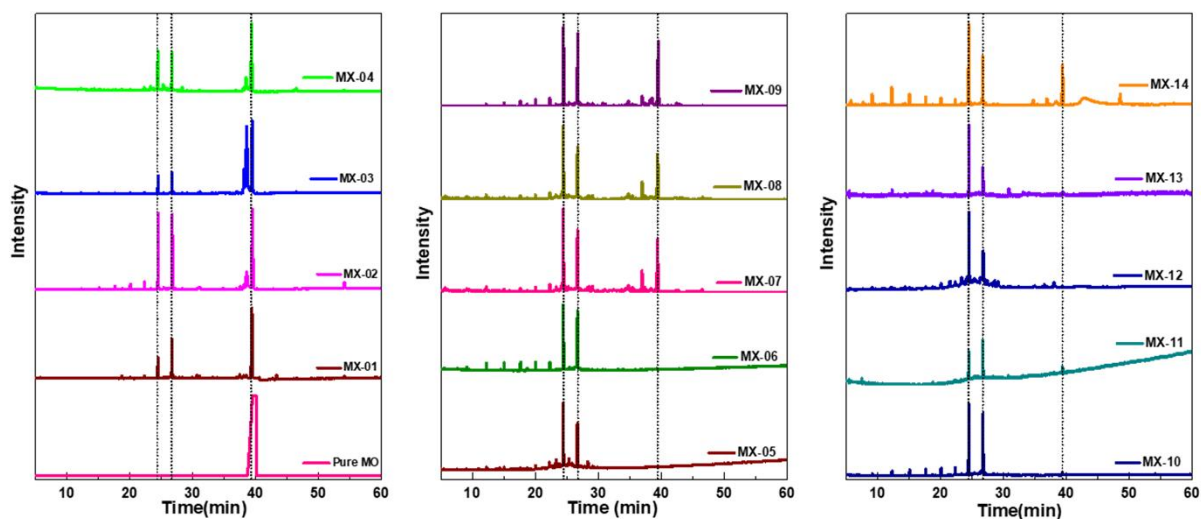 Intensity
MX-04
MX-03
MX-02
MX-01
Pure MO
10 20 30 40 50 60
Time(min)
Intensity
MX-09
MX-08
MX-07
MX-06
MX-05
10 20 30 40 50 60
Time (min)
Intensity
MX-14
MX-13
MX-12
MX-11
MX-10
10 20 30 40 50 60
Time(min)